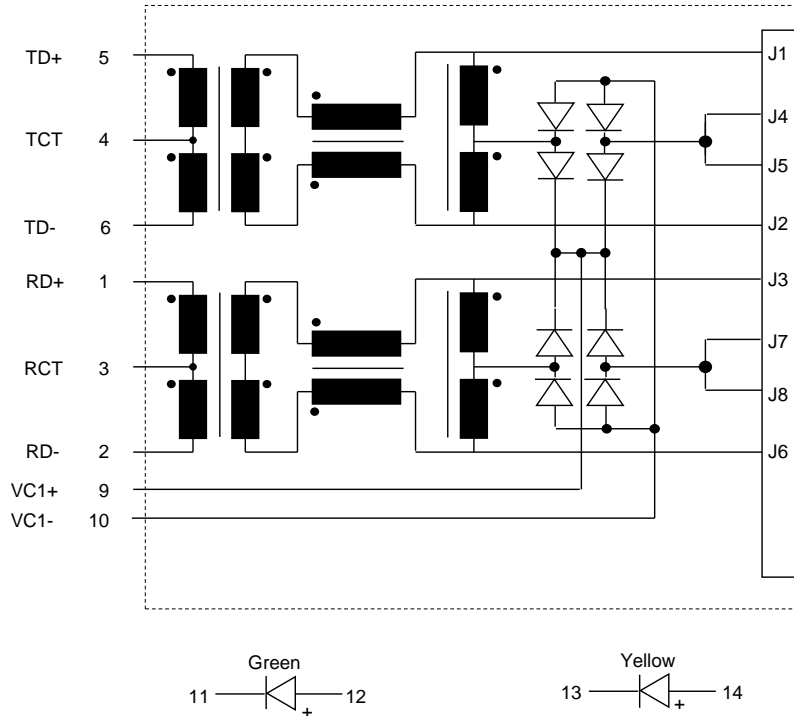 TD+ 5
J1
J4
TCT 4
J5
TD- 6
J2
RD+ 1
J3
J7
RCT 3
J8
RD- 2
J6
VC1+ 9
VC1- 10
Green
11 12
+
Yellow
13 14
+